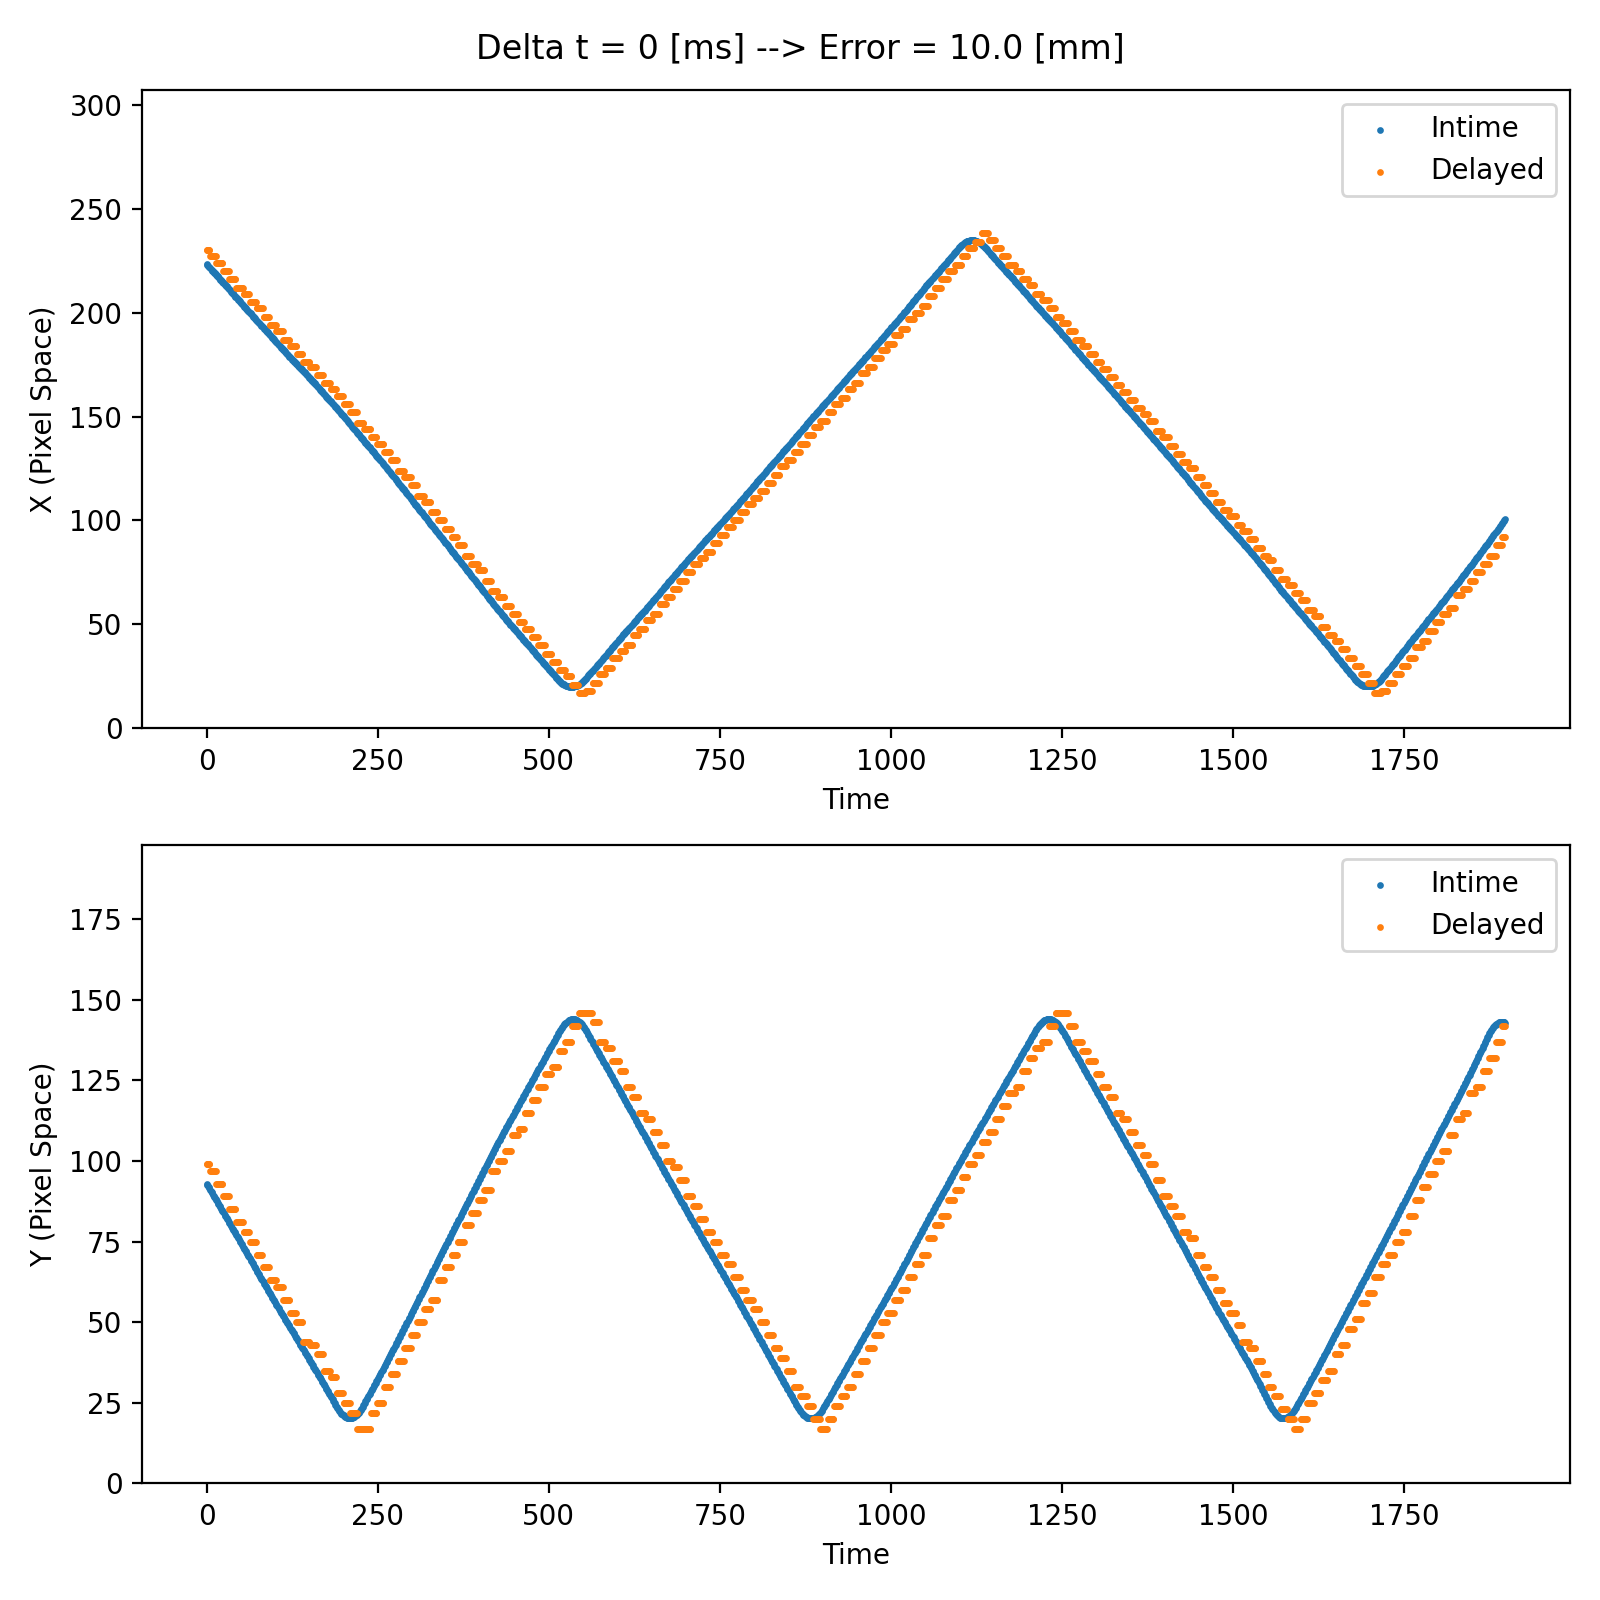 Delta t = 0 [ms] --> Error = 10.0 [mm]
300
250
200
150
100
50
0
X (Pixel Space)
Intime
Delayed
0 250 500 750 1000 1250 1500 1750
Time
175
150
125
100
75
50
25
0
Y (Pixel Space)
Intime
Delayed
0 250 500 750 1000 1250 1500 1750
Time